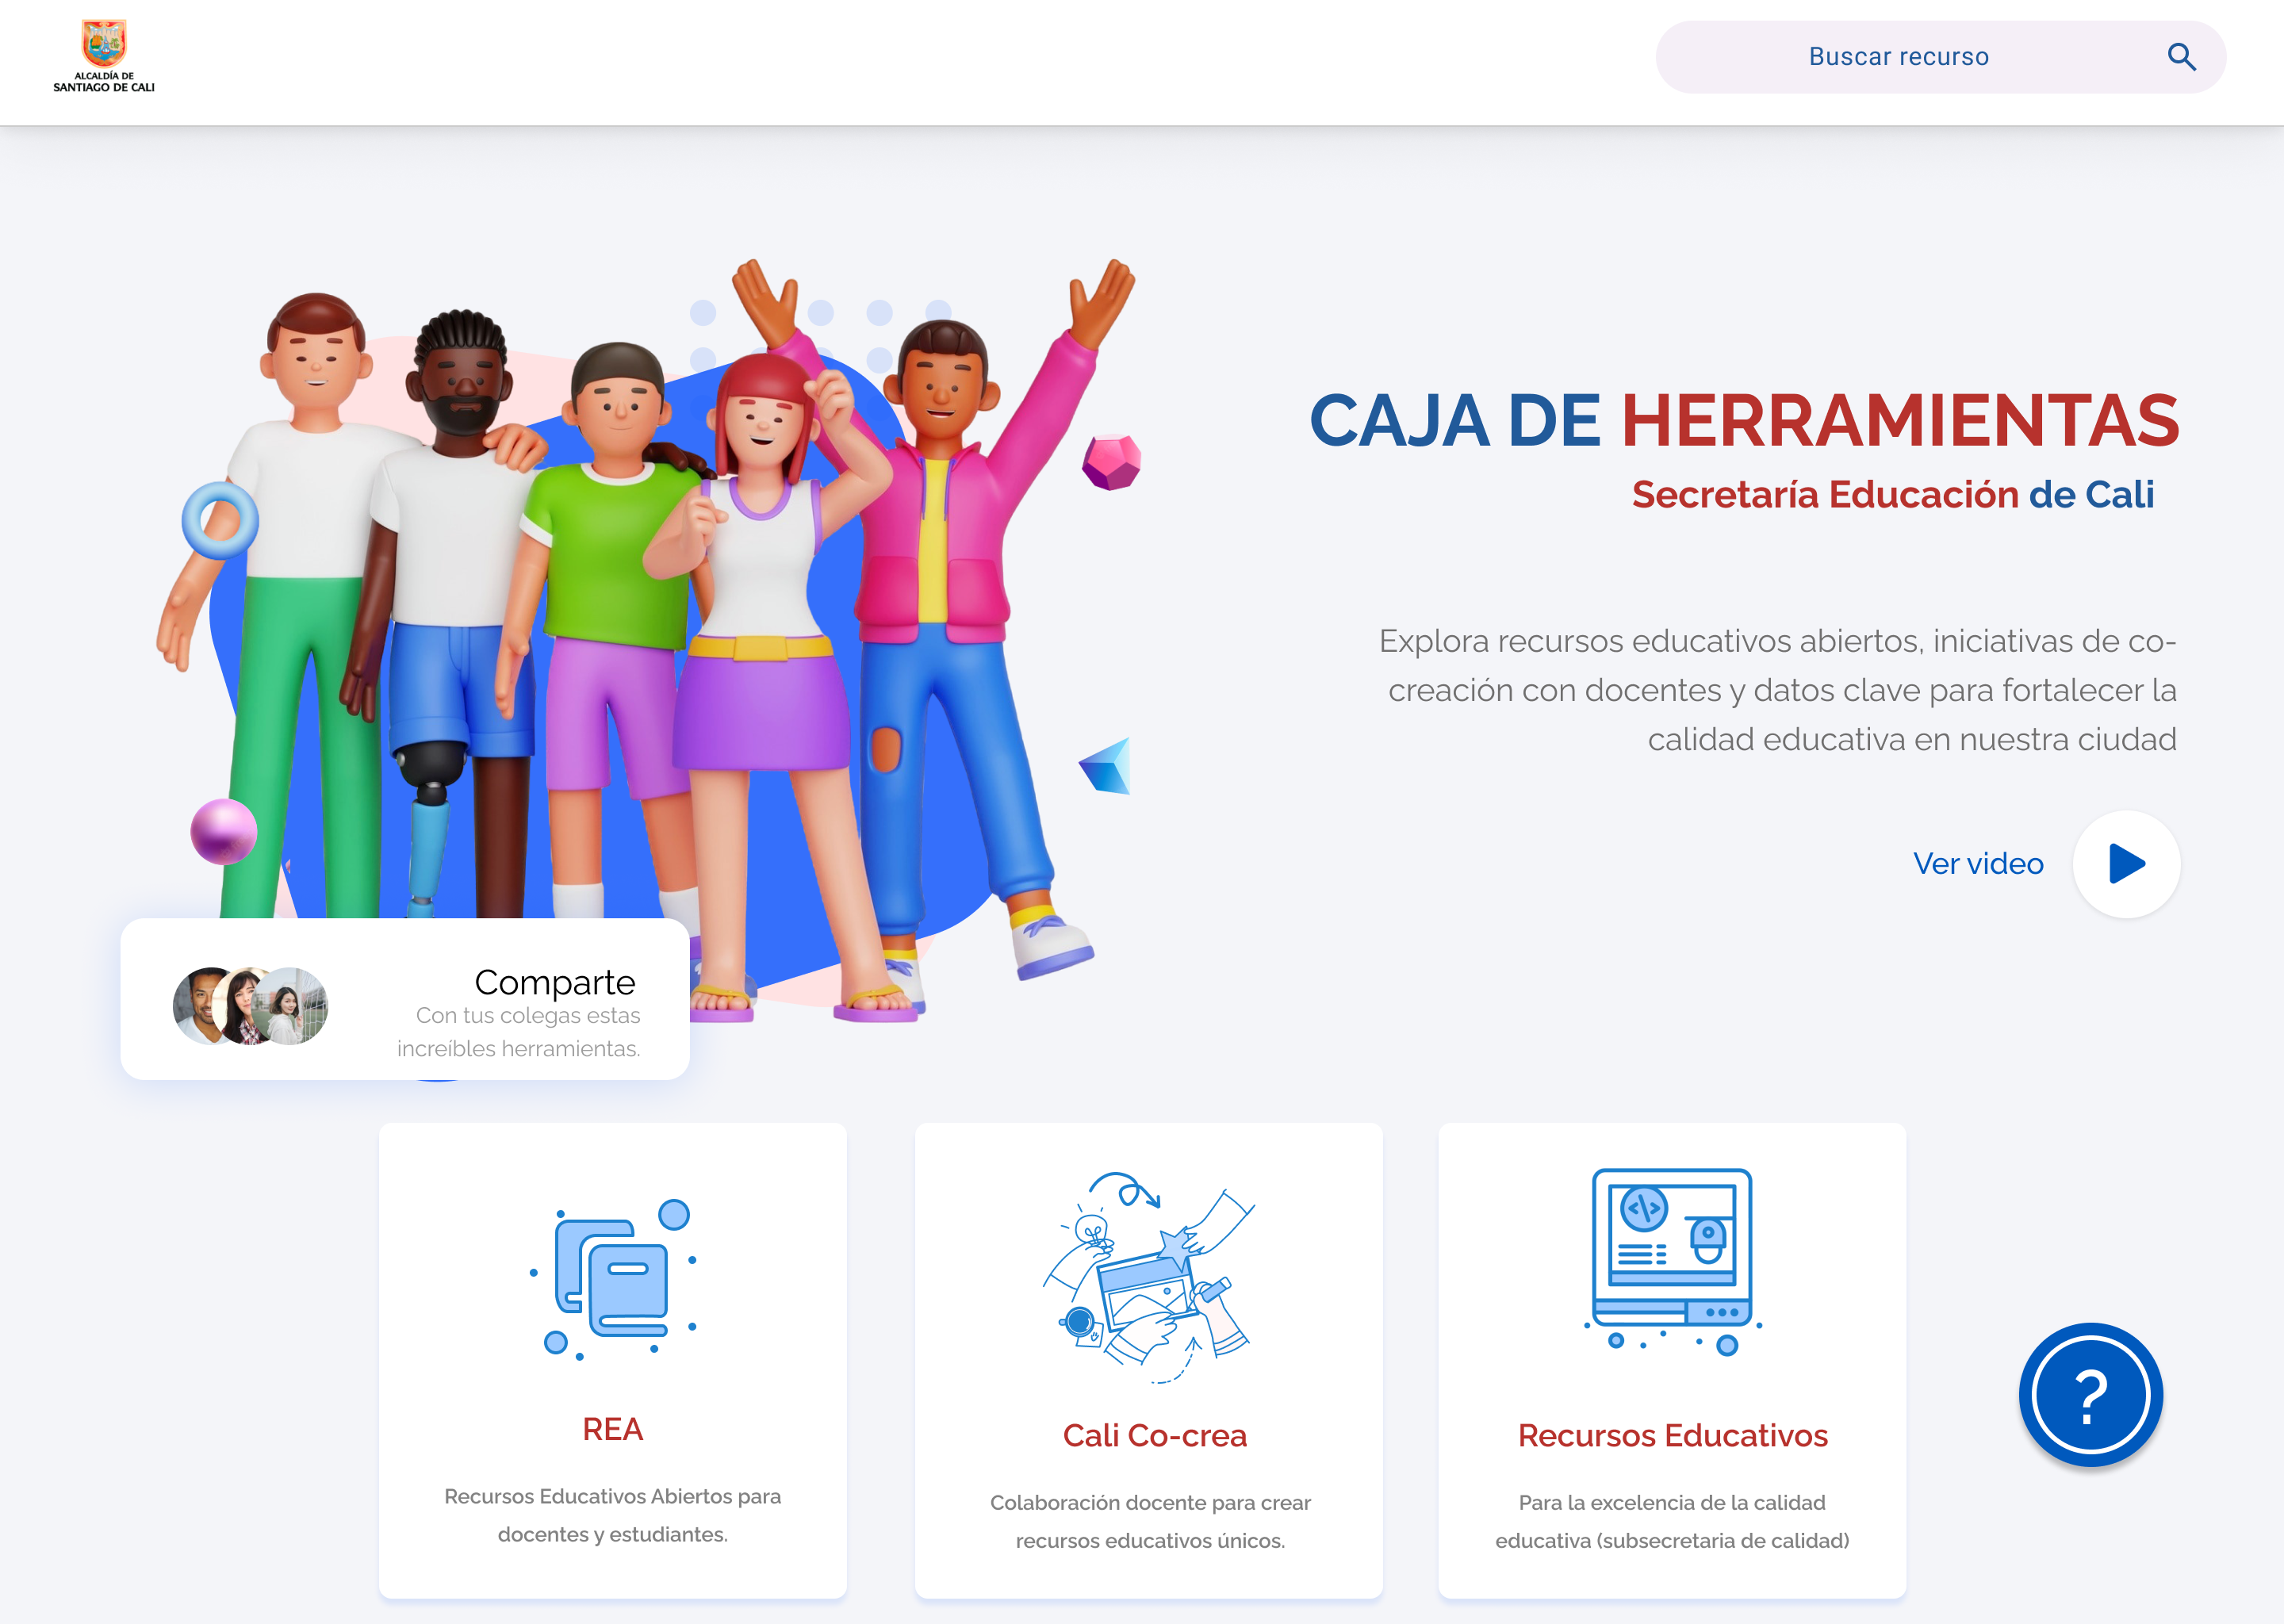 ALCALDÍA DE
SANTIAGO DE CALI
Buscar recurso
CAJA DE HERRAMIENTAS
Secretaría Educación de Cali
Explora recursos educativos abiertos, iniciativas de co-
creación con docentes y datos clave para fortalecer la
calidad educativa en nuestra ciudad
Ver video
Comparte
Con tus colegas estas
increíbles herramientas.
REA
Recursos Educativos Abiertos para
docentes y estudiantes.
Cali Co-crea
Colaboración docente para crear
recursos educativos únicos.
</>
Recursos Educativos
Para la excelencia de la calidad
educativa (subsecretaria de calidad)
?